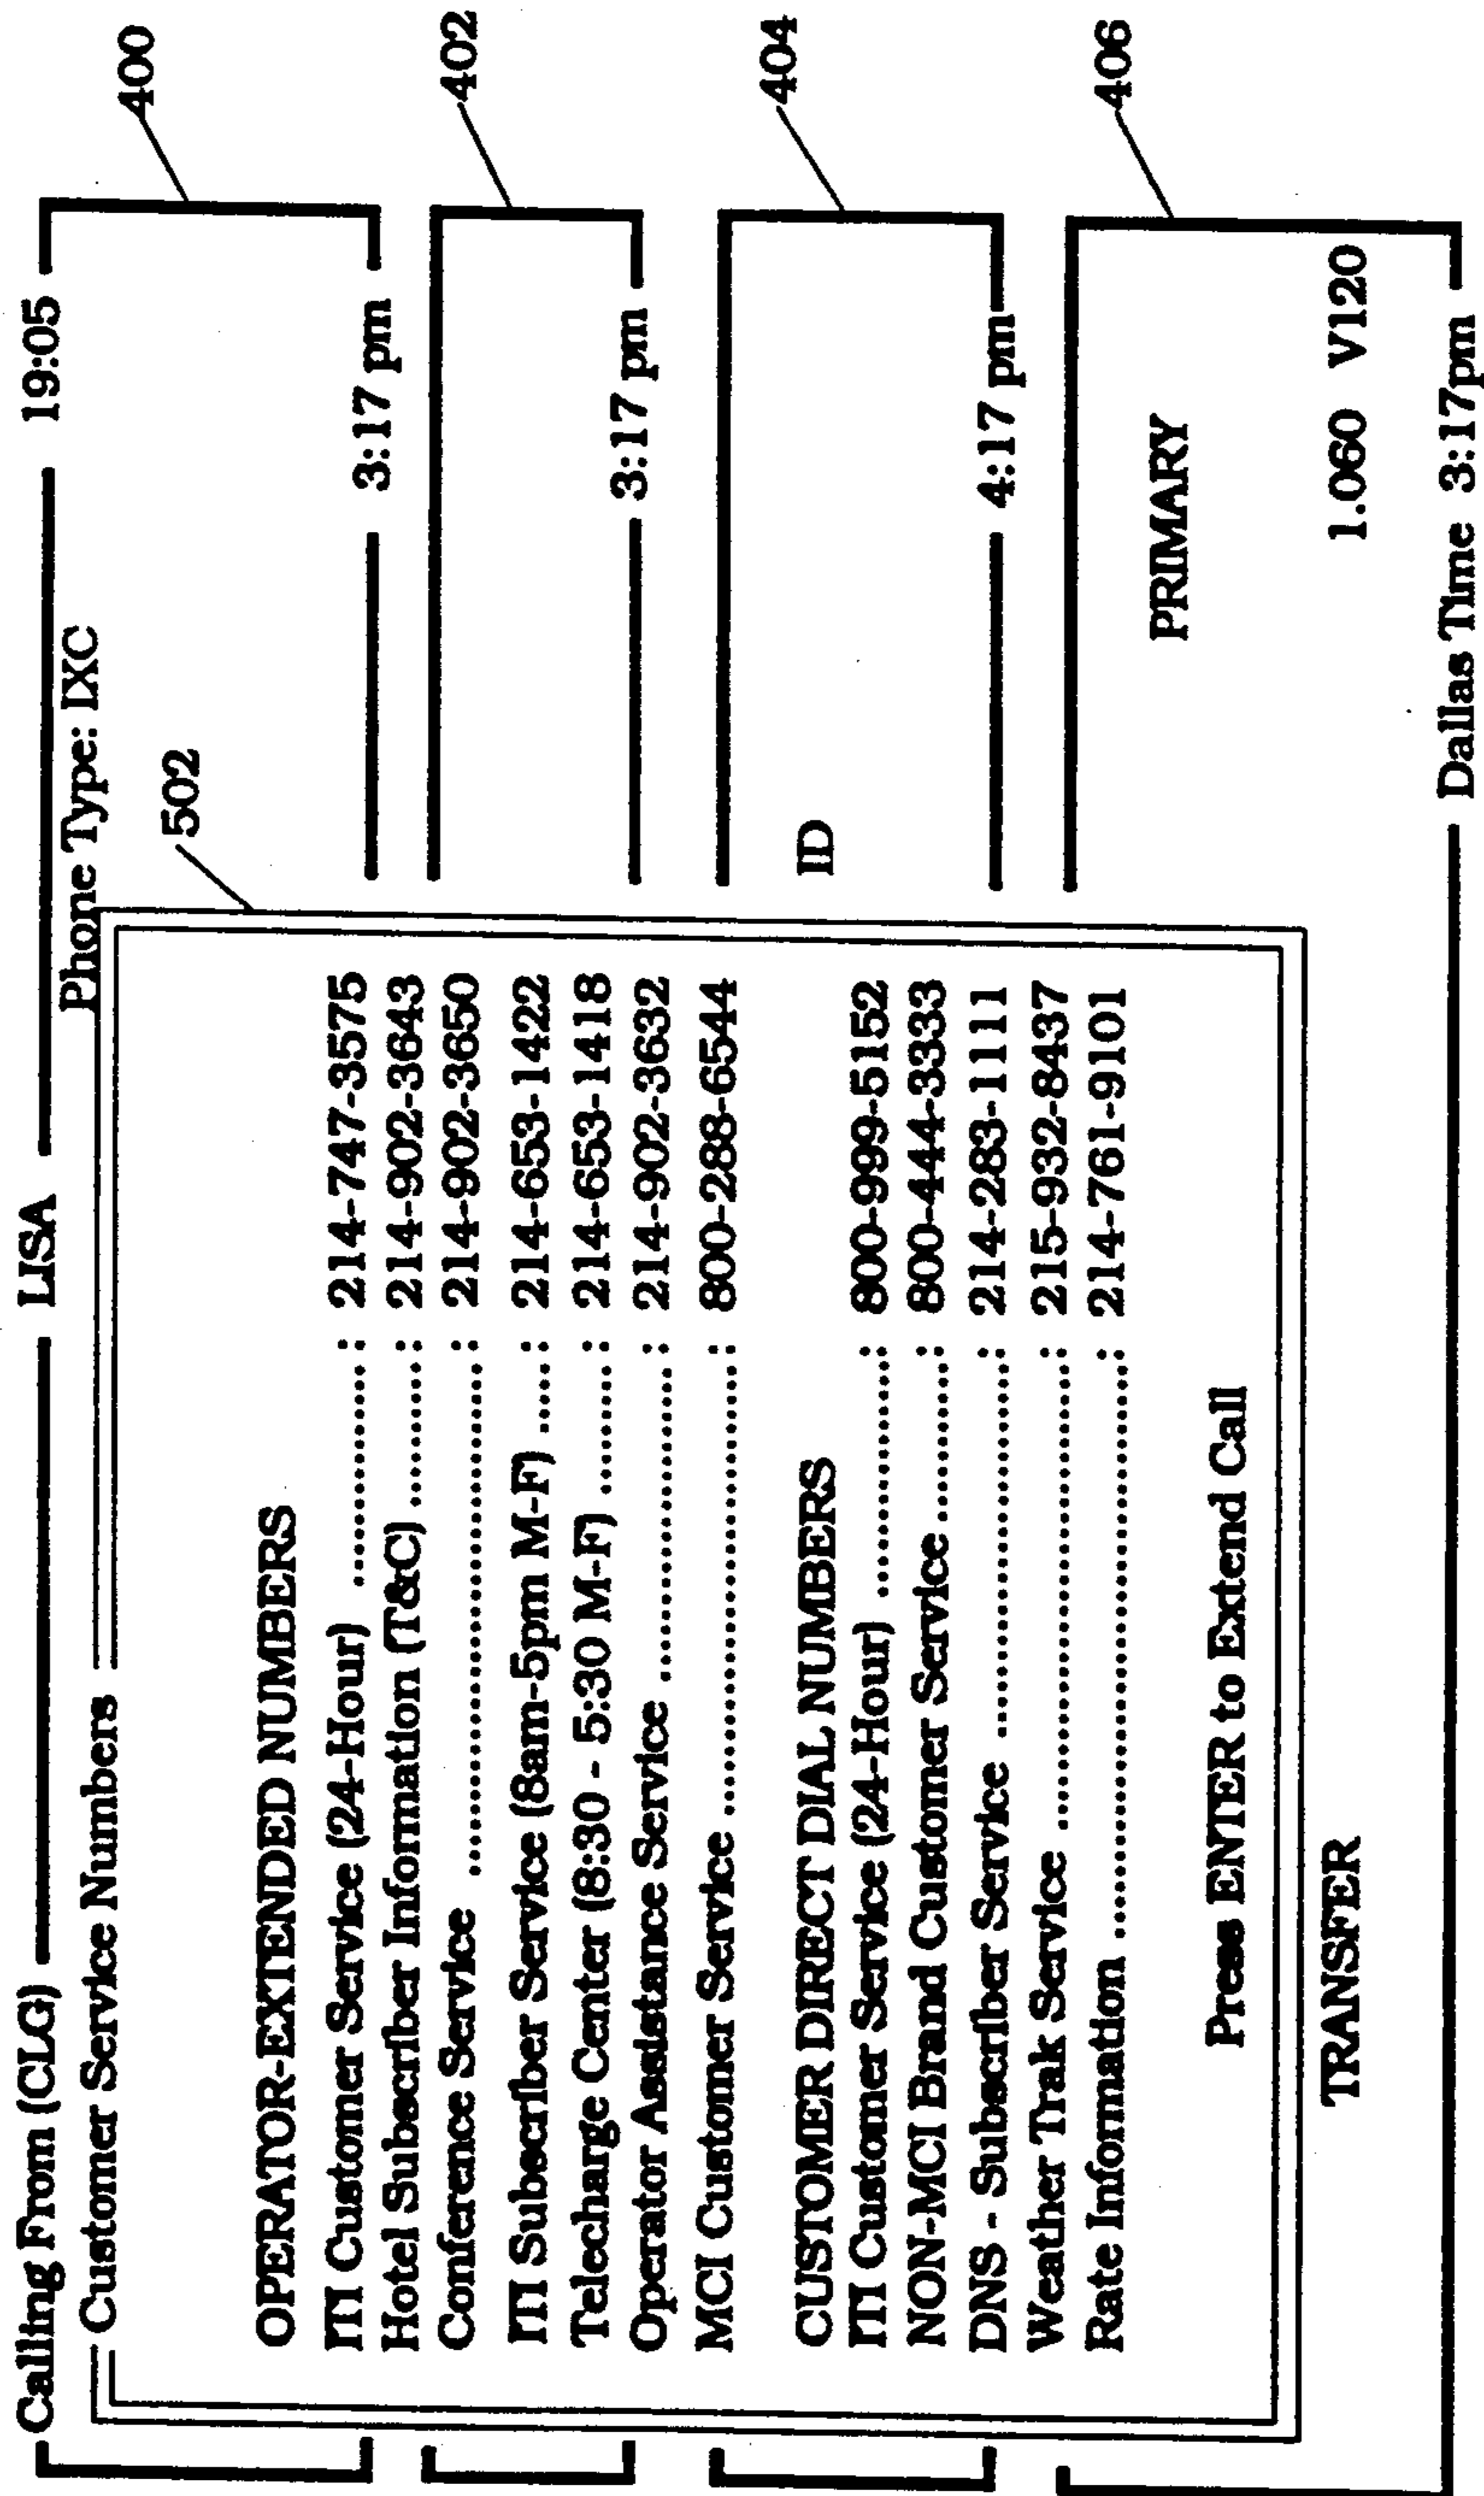 Calling From (CLG) LISA 19:05
Customer Service Numbers Phone Type: IXC
400
502
OPERATOR-EXTENDED NUMBERS
ITI Customer Service (24-Hour) ................: 214-747-3575 3:17 pm
Hotel Subscriber Information (T&C) ..........: 214-902-3643
Conference Service ....................................: 214-902-3650
402
ITI Subscriber Service (8am-5pm M-F) .....: 214-653-1422
Telecharge Center (8:30 - 5:30 M-F) ........: 214-653-1418
Operator Assistance Service .....................: 214-902-3632 3:17 pm
MCI Customer Service ...............................: 800-288-6544
404
CUSTOMER DIRECT DIAL NUMBERS ID
ITI Customer Service (24-Hour) ................: 800-999-5152
NON-MCI Brand Customer Service ...........: 800-444-3333
DNS - Subscriber Service ..........................: 214-283-1111 4:17 pm
Weather Trak Service ................................: 215-932-8437
Rate Information .......................................: 214-761-9101
406
PRIMARY
Press ENTER to Extend Call
TRANSFER 1.060 V120
Dallas Time 3:17pm